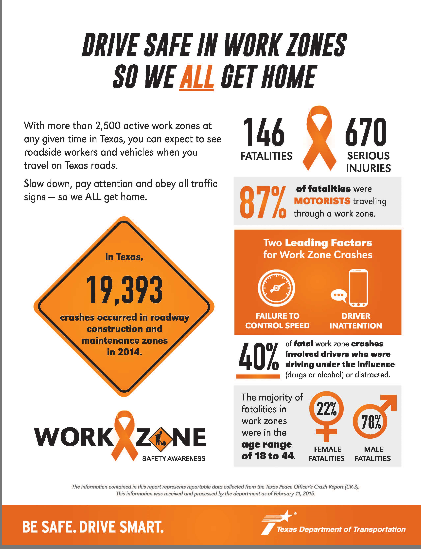 DRIVE SAFE IN WORK ZONES
SO WE ALL GET HOME
With more than 2,500 active work zones at
any given time in Texas, you can expect to see
roadside workers and vehicles when you
travel on Texas roads.
Slow down, pay attention and obey all traffic
signs — so we ALL get home.
146
FATALITIES
670
SERIOUS
INJURIES
87%
of fatalities were
MOTORISTS traveling
through a work zone.
In Texas,
19,393
crashes occurred in roadway
construction and
maintenance zones
in 2014.
Two Leading Factors
for Work Zone Crashes
FAILURE TO
CONTROL SPEED
DRIVER
INATTENTION
40%
of fatal work zone crashes
involved drivers who were
driving under the influence
(drugs or alcohol) or distracted.
The majority of
fatalities in
work zones
were in the
age range
of 18 to 44.
22%
FEMALE
FATALITIES
78%
MALE
FATALITIES
WORK ZONE
SAFETY AWARENESS
The information contained in this report represents reportable data collected from the Texas Peace Officer's Crash Report (CR-3).
This information was received and processed by the department as of February 11, 2015.
BE SAFE. DRIVE SMART.
Texas Department of Transportation